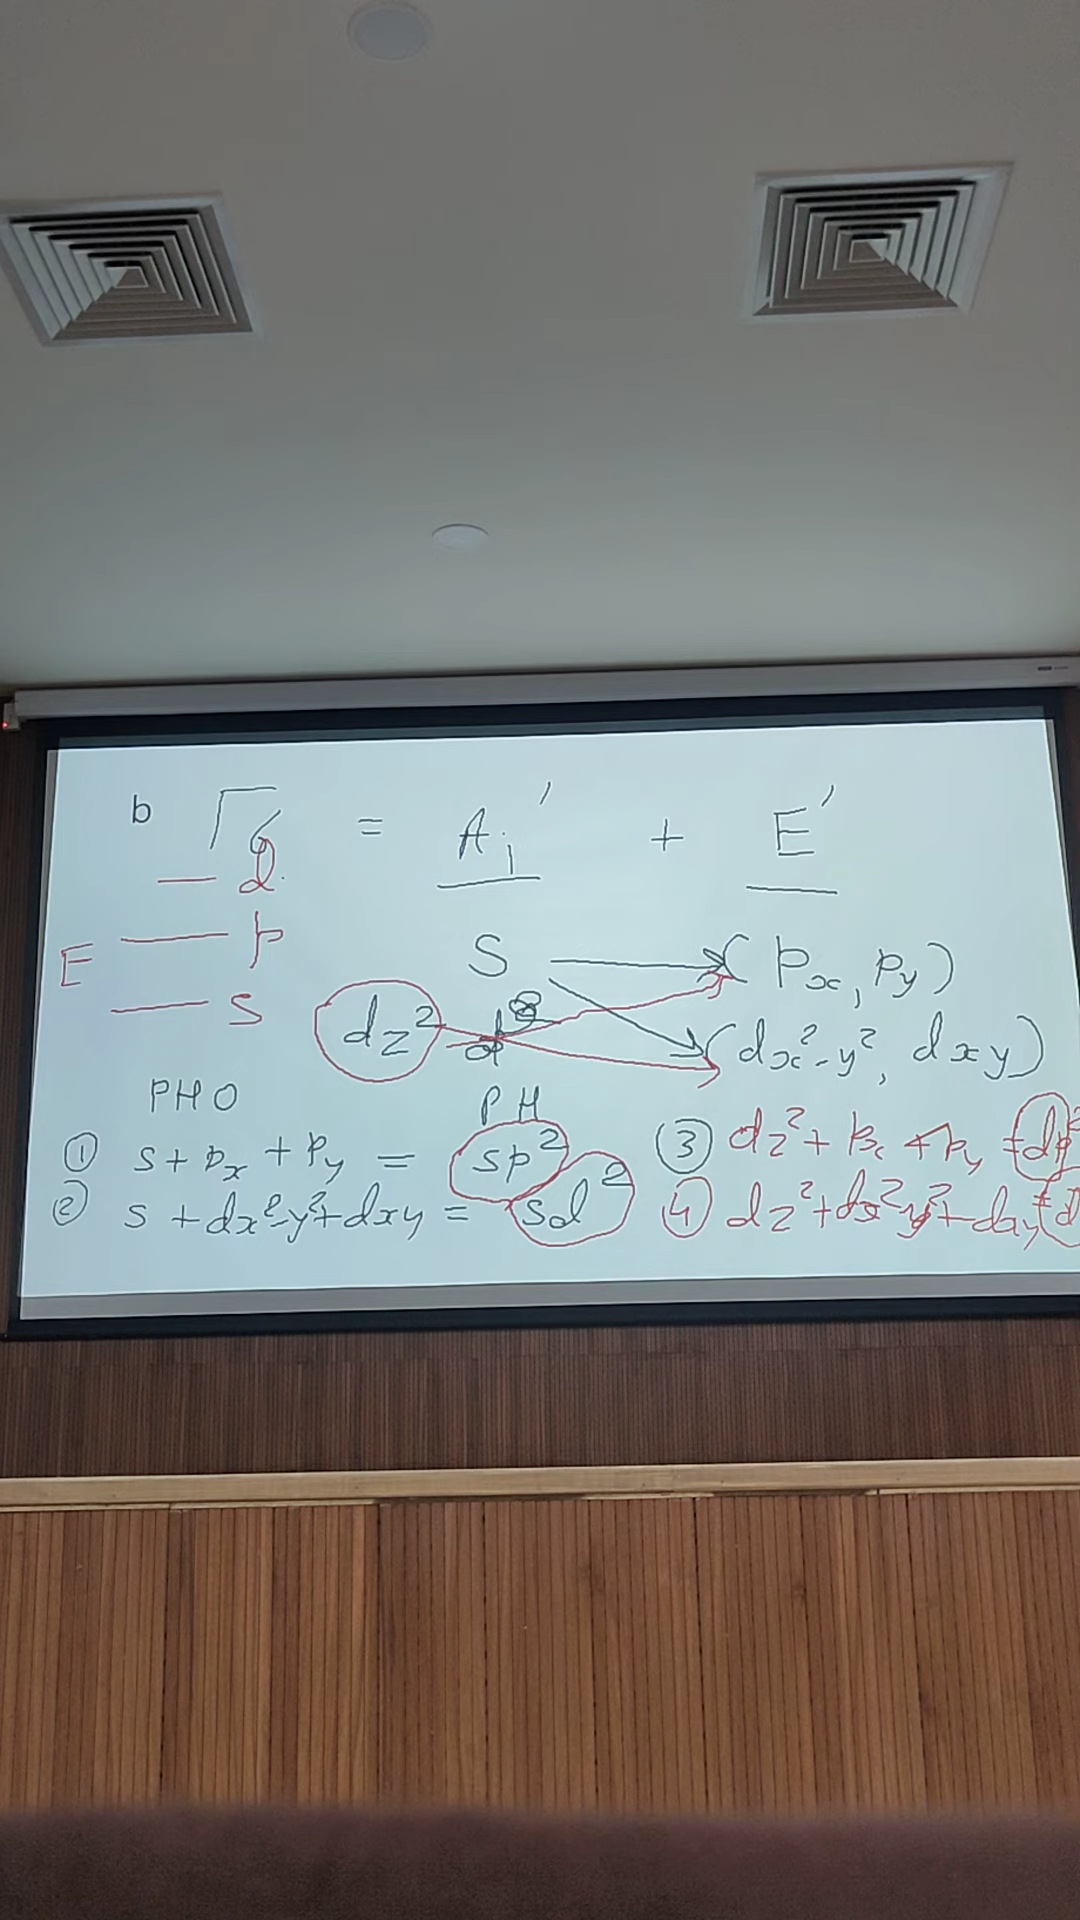 b Γσ = A₁' + E'
— d
E — p
— s
S → (px, py)
dz² (dx²-y², dxy)
PHO PH
① s + px + py = sp²
② s + dx²-y² + dxy = sd²
③ dz² + px + py = dp²
④ dz² + dx²-y² + dxy = d